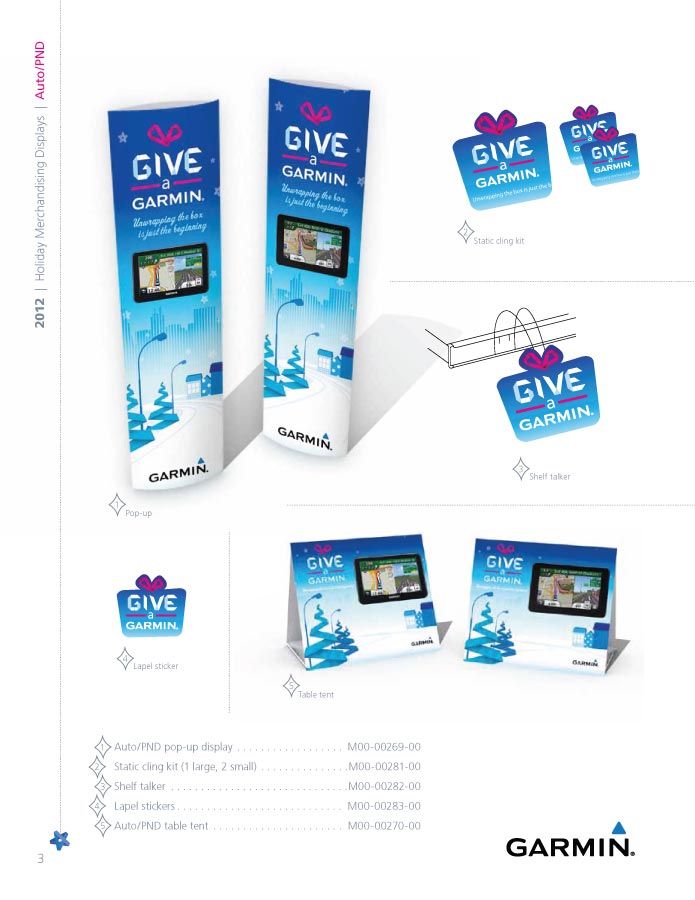 2012 | Holiday Merchandising Displays | Auto/PND
GIVE
a
GARMIN.
Unwrapping the box
is just the beginning
GARMIN.
GIVE
a
GARMIN.
Unwrapping the box
is just the beginning
GARMIN.
1
Pop-up
GIVE
a
GARMIN.
Unwrapping the box is just the b
GIVE
GIVE
a
GARMIN.
2
Static cling kit
GIVE
a
GARMIN.
3
Shelf talker
GIVE
a
GARMIN.
4
Lapel sticker
GIVE
a
GARMIN.
GARMIN.
GIVE
a
GARMIN.
GARMIN.
5
Table tent
1 Auto/PND pop-up display . . . . . . . . . . . . . . . . . . M00-00269-00
2 Static cling kit (1 large, 2 small) . . . . . . . . . . . . . . . M00-00281-00
3 Shelf talker . . . . . . . . . . . . . . . . . . . . . . . . . . . . . M00-00282-00
4 Lapel stickers . . . . . . . . . . . . . . . . . . . . . . . . . . . . M00-00283-00
5 Auto/PND table tent . . . . . . . . . . . . . . . . . . . . . . M00-00270-00
3
GARMIN®